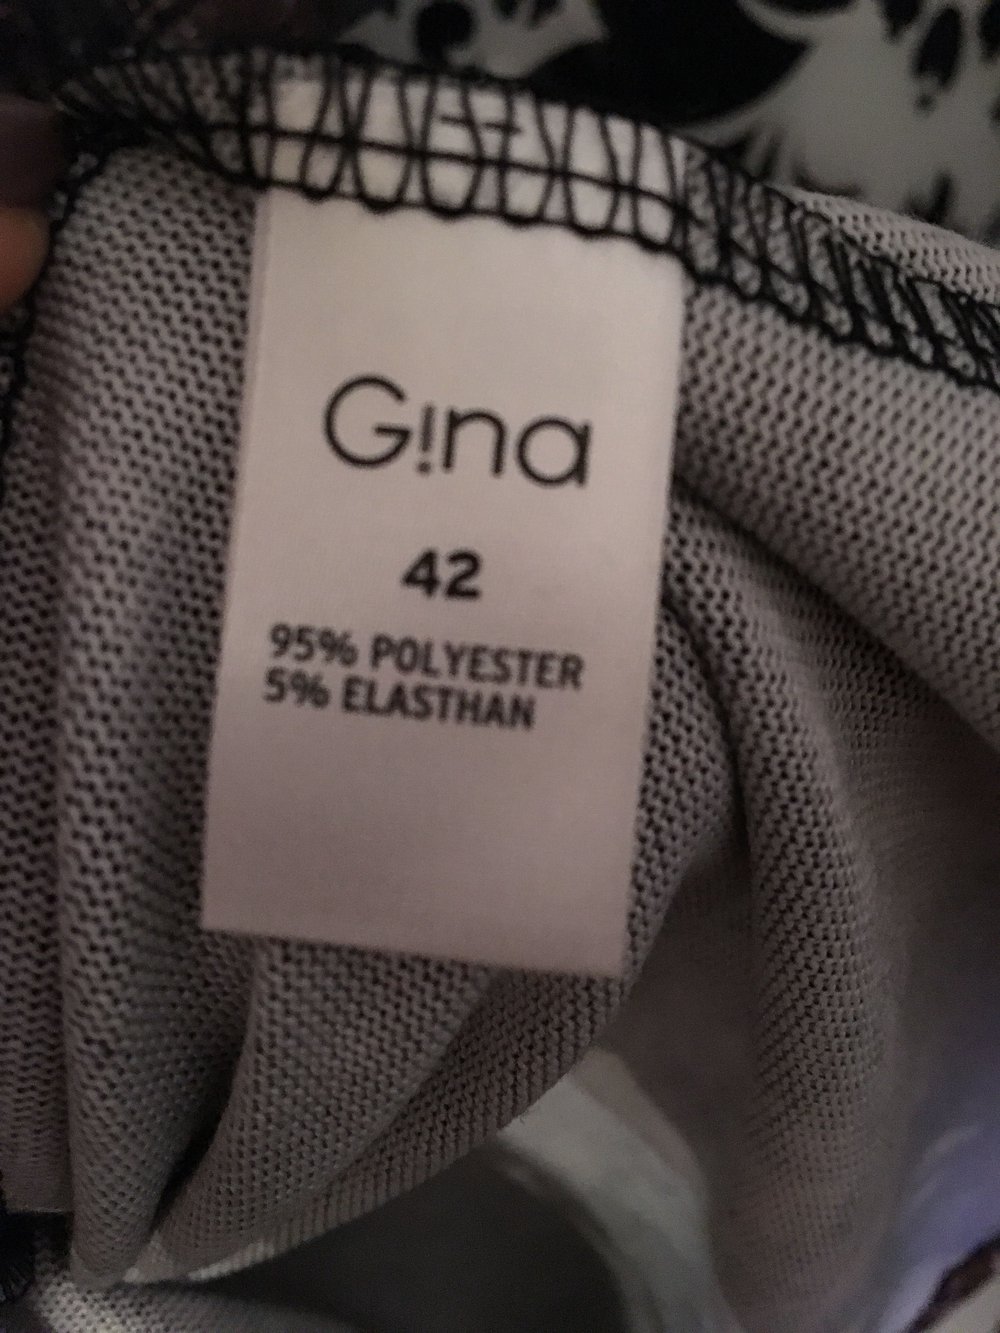 G!na
42
95% POLYESTER
5% ELASTHAN